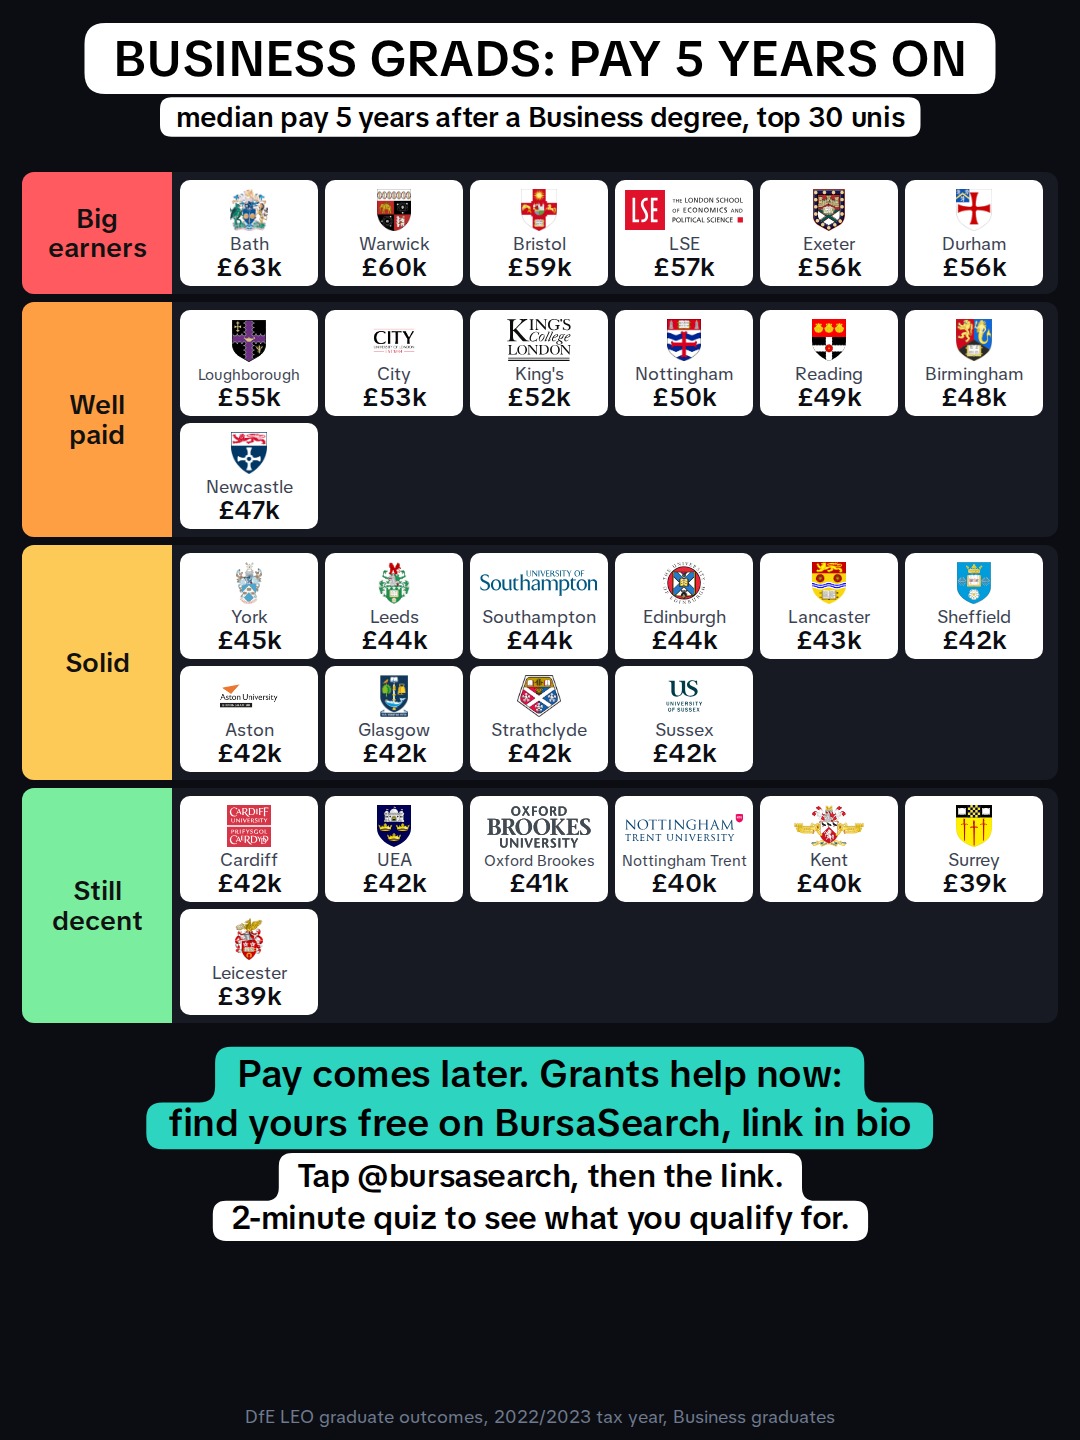 BUSINESS GRADS: PAY 5 YEARS ON
median pay 5 years after a Business degree, top 30 unis
Big
earners
Bath
£63k
Warwick
£60k
Bristol
£59k
LSE
THE LONDON SCHOOL
OF ECONOMICS AND
POLITICAL SCIENCE
LSE
£57k
Exeter
£56k
Durham
£56k
Well
paid
Loughborough
£55k
CITY
City
£53k
KING'S
College
LONDON
King's
£52k
Nottingham
£50k
Reading
£49k
Birmingham
£48k
Newcastle
£47k
Solid
York
£45k
Leeds
£44k
UNIVERSITY OF
Southampton
Southampton
£44k
Edinburgh
£44k
Lancaster
£43k
Sheffield
£42k
Aston University
Aston
£42k
Glasgow
£42k
Strathclyde
£42k
US
UNIVERSITY
OF SUSSEX
Sussex
£42k
Still
decent
CARDIFF
UNIVERSITY
PRIFYSGOL
CAERDYDD
Cardiff
£42k
UEA
£42k
OXFORD
BROOKES
UNIVERSITY
Oxford Brookes
£41k
NOTTINGHAM
TRENT UNIVERSITY
Nottingham Trent
£40k
Kent
£40k
Surrey
£39k
Leicester
£39k
Pay comes later. Grants help now:
find yours free on BursaSearch, link in bio
Tap @bursasearch, then the link.
2-minute quiz to see what you qualify for.
DfE LEO graduate outcomes, 2022/2023 tax year, Business graduates